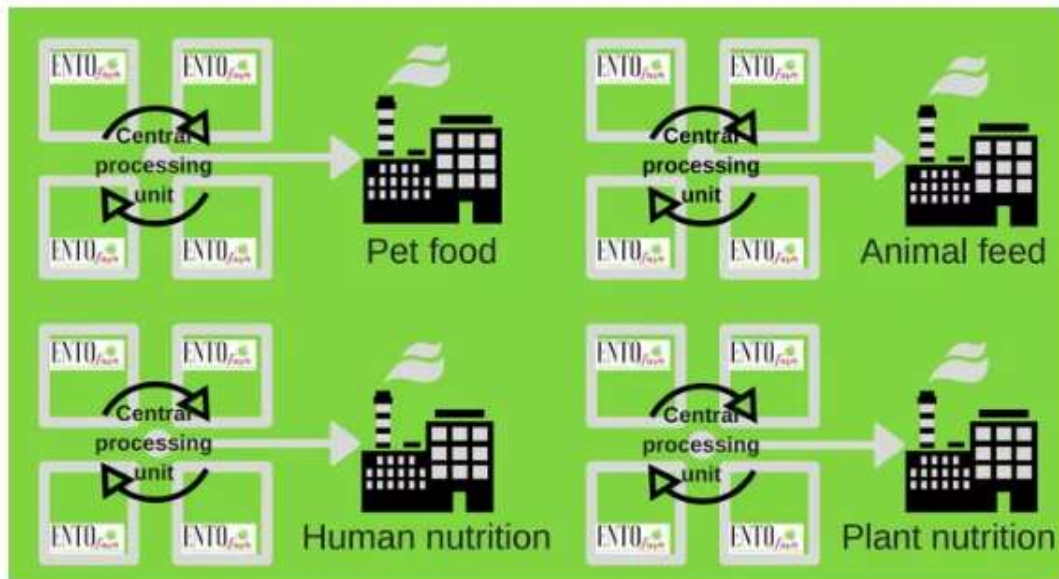 ENTOfarm ENTOfarm
Central
processing
unit
ENTOfarm ENTOfarm
Pet food
ENTOfarm ENTOfarm
Central
processing
unit
ENTOfarm ENTOfarm
Animal feed
ENTOfarm ENTOfarm
Central
processing
unit
ENTOfarm ENTOfarm
Human nutrition
ENTOfarm ENTOfarm
Central
processing
unit
ENTOfarm ENTOfarm
Plant nutrition